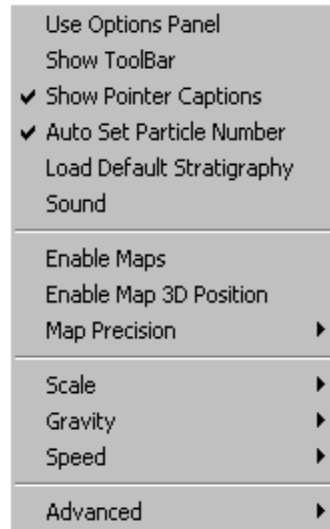 Use Options Panel
Show ToolBar
Show Pointer Captions
Auto Set Particle Number
Load Default Stratigraphy
Sound
Enable Maps
Enable Map 3D Position
Map Precision
Scale
Gravity
Speed
Advanced